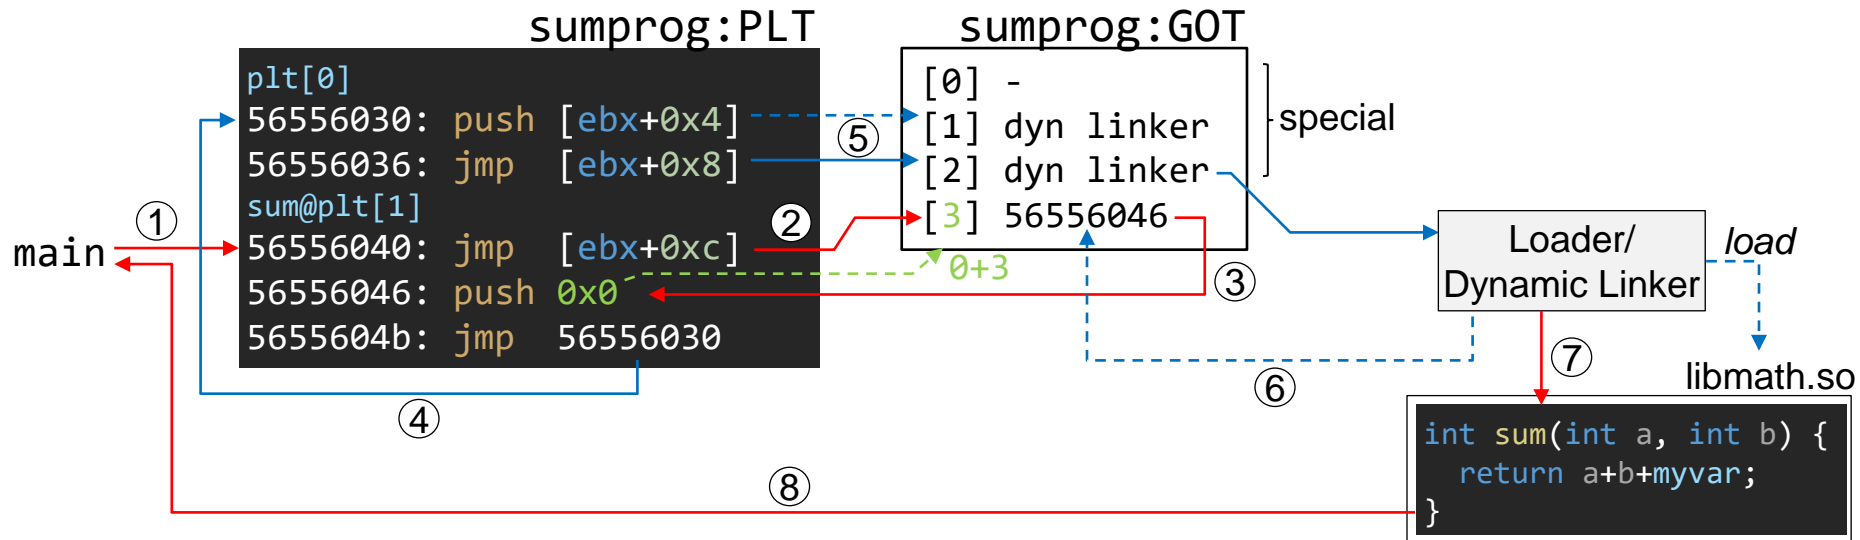 sumprog:PLT
sumprog:GOT
plt[0]
56556030: push [ebx+0x4]
56556036: jmp [ebx+0x8]
sum@plt[1]
56556040: jmp [ebx+0xc]
56556046: push 0x0
5655604b: jmp 56556030
[0] -
[1] dyn linker
[2] dyn linker
[3] 56556046
special
main
1
2
3
4
5
6
7
8
0+3
Loader/
Dynamic Linker
load
libmath.so
int sum(int a, int b) {
return a+b+myvar;
}